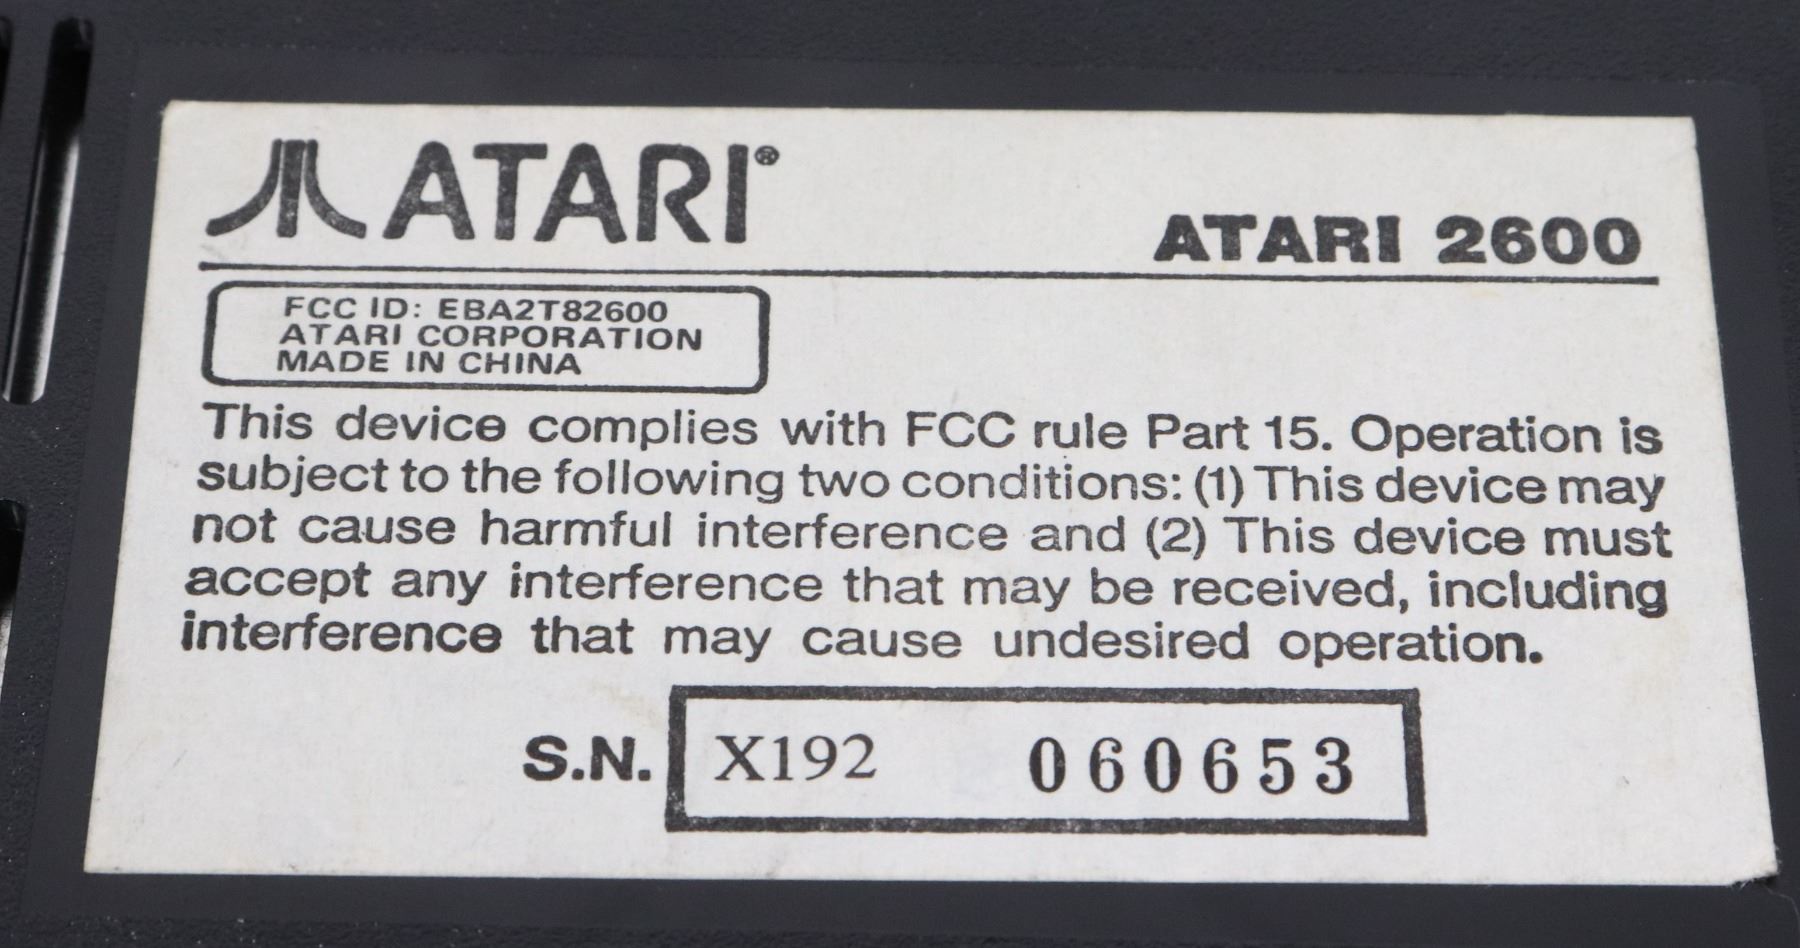 ATARI®
ATARI 2600
FCC ID: EBA2T82600
ATARI CORPORATION
MADE IN CHINA
This device complies with FCC rule Part 15. Operation is
subject to the following two conditions: (1) This device may
not cause harmful interference and (2) This device must
accept any interference that may be received, including
interference that may cause undesired operation.
S.N. X192 060653